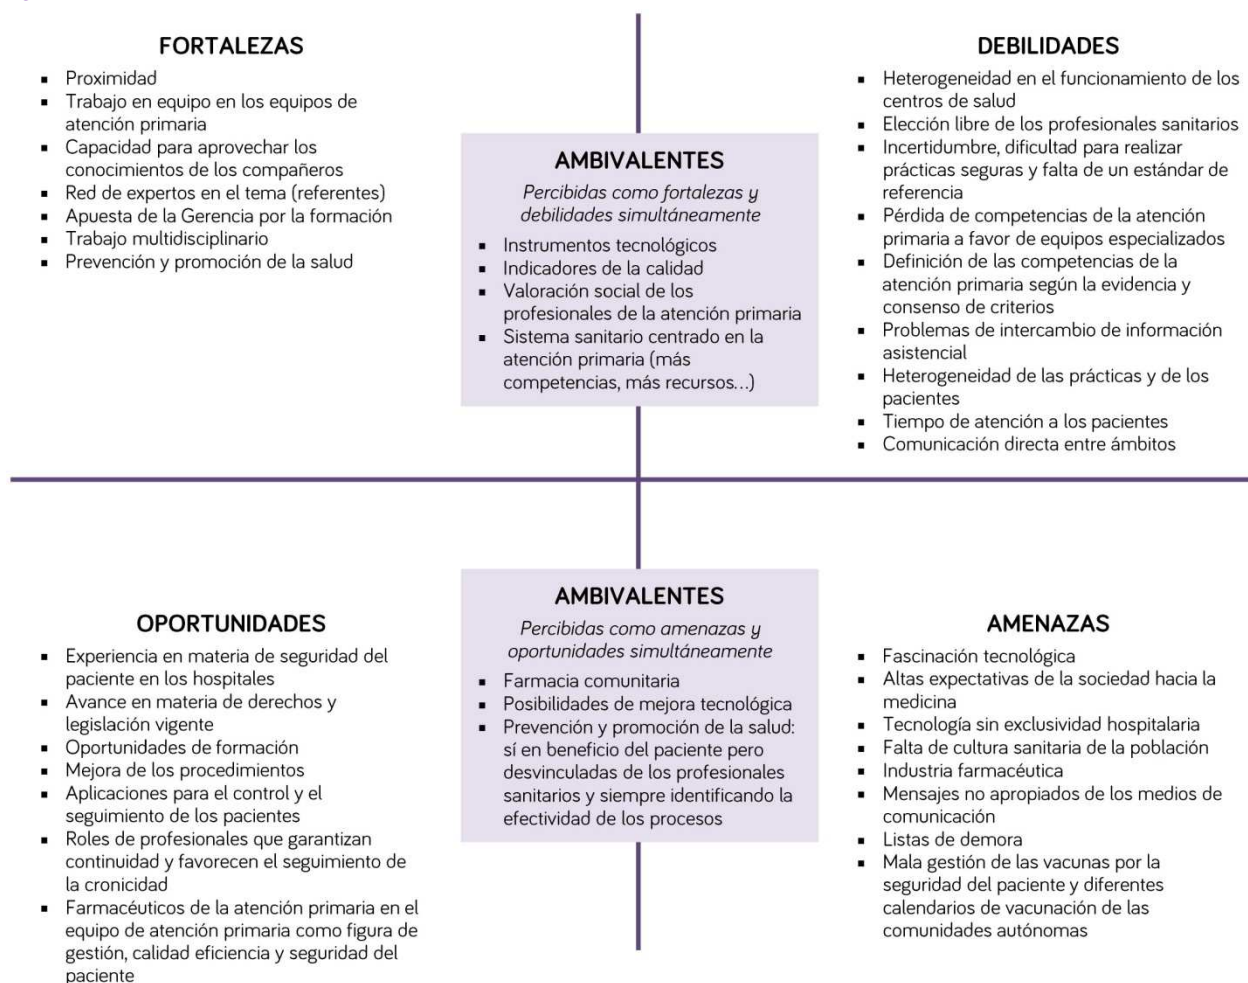 FORTALEZAS
▪ Proximidad
▪ Trabajo en equipo en los equipos de
atención primaria
▪ Capacidad para aprovechar los
conocimientos de los compañeros
▪ Red de expertos en el tema (referentes)
▪ Apuesta de la Gerencia por la formación
▪ Trabajo multidisciplinario
▪ Prevención y promoción de la salud
AMBIVALENTES
Percibidas como fortalezas y
debilidades simultáneamente
▪ Instrumentos tecnológicos
▪ Indicadores de la calidad
▪ Valoración social de los
profesionales de la atención primaria
▪ Sistema sanitario centrado en la
atención primaria (más
competencias, más recursos...)
DEBILIDADES
▪ Heterogeneidad en el funcionamiento de los
centros de salud
▪ Elección libre de los profesionales sanitarios
▪ Incertidumbre, dificultad para realizar
prácticas seguras y falta de un estándar de
referencia
▪ Pérdida de competencias de la atención
primaria a favor de equipos especializados
▪ Definición de las competencias de la
atención primaria según la evidencia y
consenso de criterios
▪ Problemas de intercambio de información
asistencial
▪ Heterogeneidad de las prácticas y de los
pacientes
▪ Tiempo de atención a los pacientes
▪ Comunicación directa entre ámbitos
OPORTUNIDADES
▪ Experiencia en materia de seguridad del
paciente en los hospitales
▪ Avance en materia de derechos y
legislación vigente
▪ Oportunidades de formación
▪ Mejora de los procedimientos
▪ Aplicaciones para el control y el
seguimiento de los pacientes
▪ Roles de profesionales que garantizan
continuidad y favorecen el seguimiento de
la cronicidad
▪ Farmacéuticos de la atención primaria en el
equipo de atención primaria como figura de
gestión, calidad eficiencia y seguridad del
paciente
AMBIVALENTES
Percibidas como amenazas y
oportunidades simultáneamente
▪ Farmacia comunitaria
▪ Posibilidades de mejora tecnológica
▪ Prevención y promoción de la salud:
sí en beneficio del paciente pero
desvinculadas de los profesionales
sanitarios y siempre identificando la
efectividad de los procesos
AMENAZAS
▪ Fascinación tecnológica
▪ Altas expectativas de la sociedad hacia la
medicina
▪ Tecnología sin exclusividad hospitalaria
▪ Falta de cultura sanitaria de la población
▪ Industria farmacéutica
▪ Mensajes no apropiados de los medios de
comunicación
▪ Listas de demora
▪ Mala gestión de las vacunas por la
seguridad del paciente y diferentes
calendarios de vacunación de las
comunidades autónomas